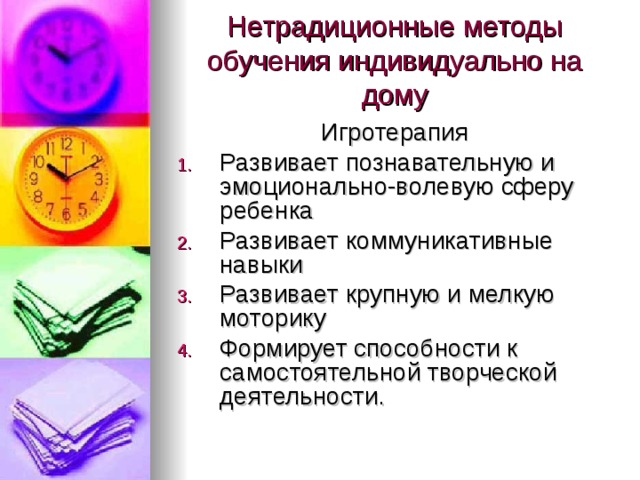 Нетрадиционные методы
обучения индивидуально на
дому
Игротерапия
1. Развивает познавательную и
эмоционально-волевую сферу
ребенка
2. Развивает коммуникативные
навыки
3. Развивает крупную и мелкую
моторику
4. Формирует способности к
самостоятельной творческой
деятельности.